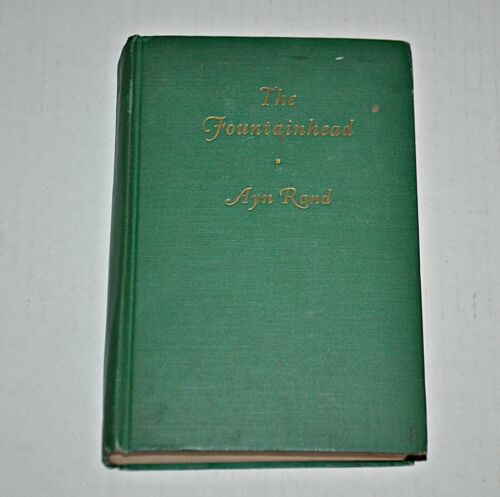 The
Fountainhead
Ayn Rand